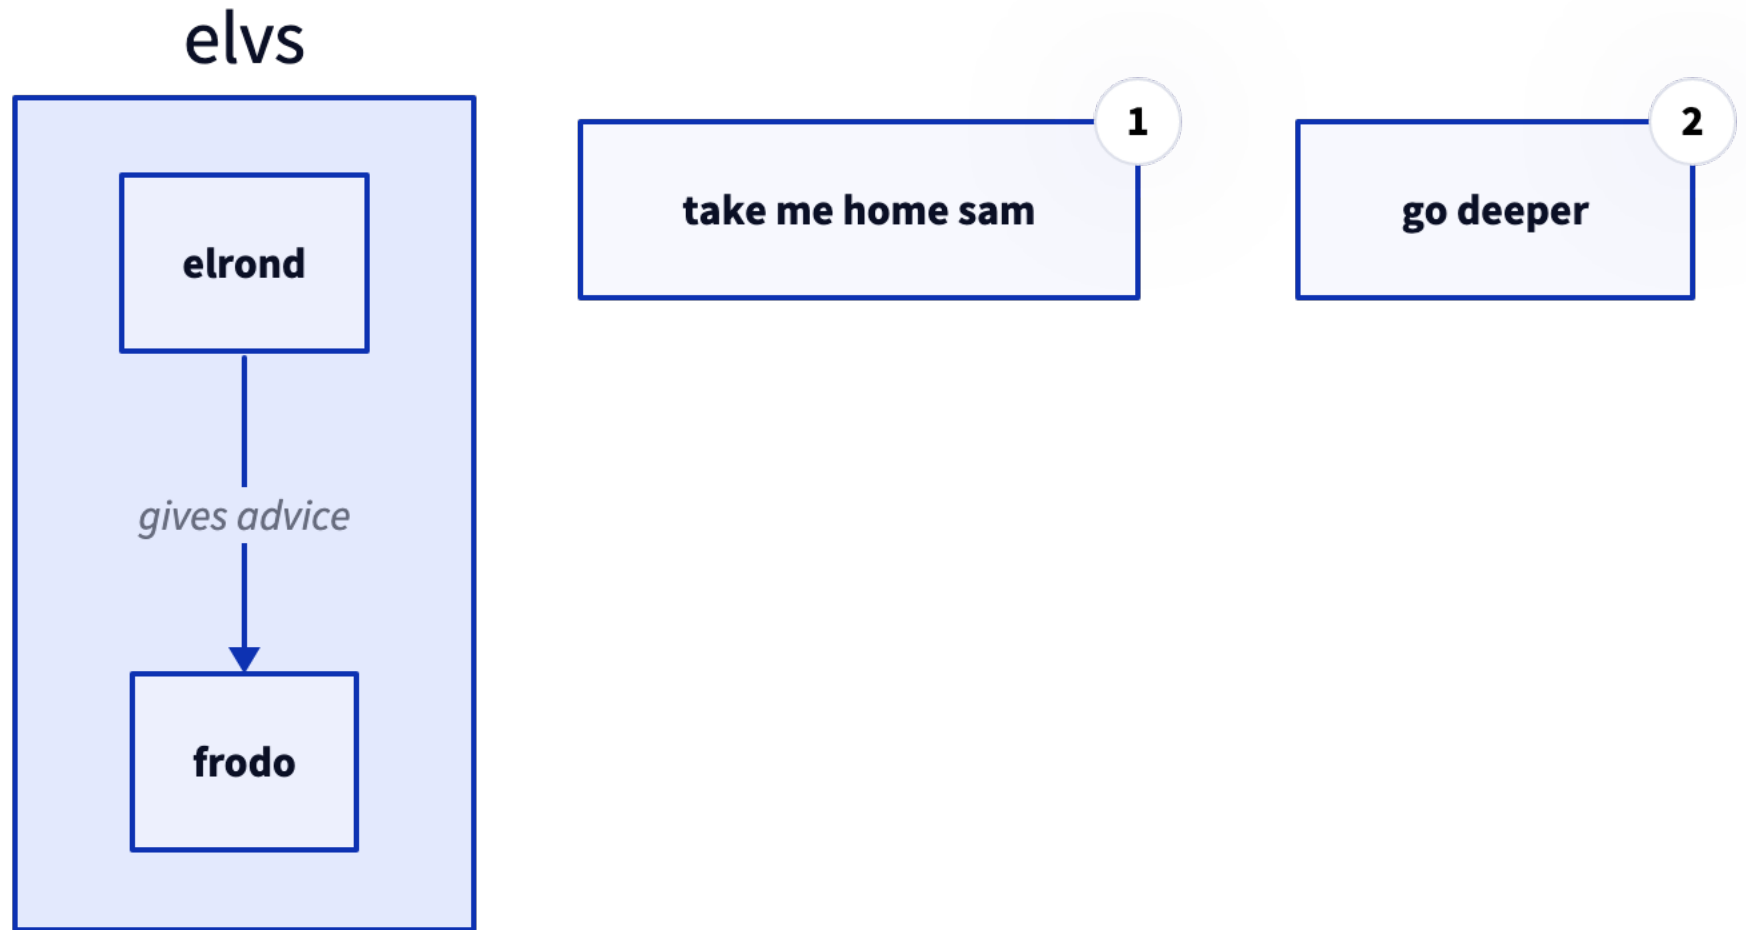 elvs
elrond
gives advice
frodo
take me home sam
1
go deeper
2